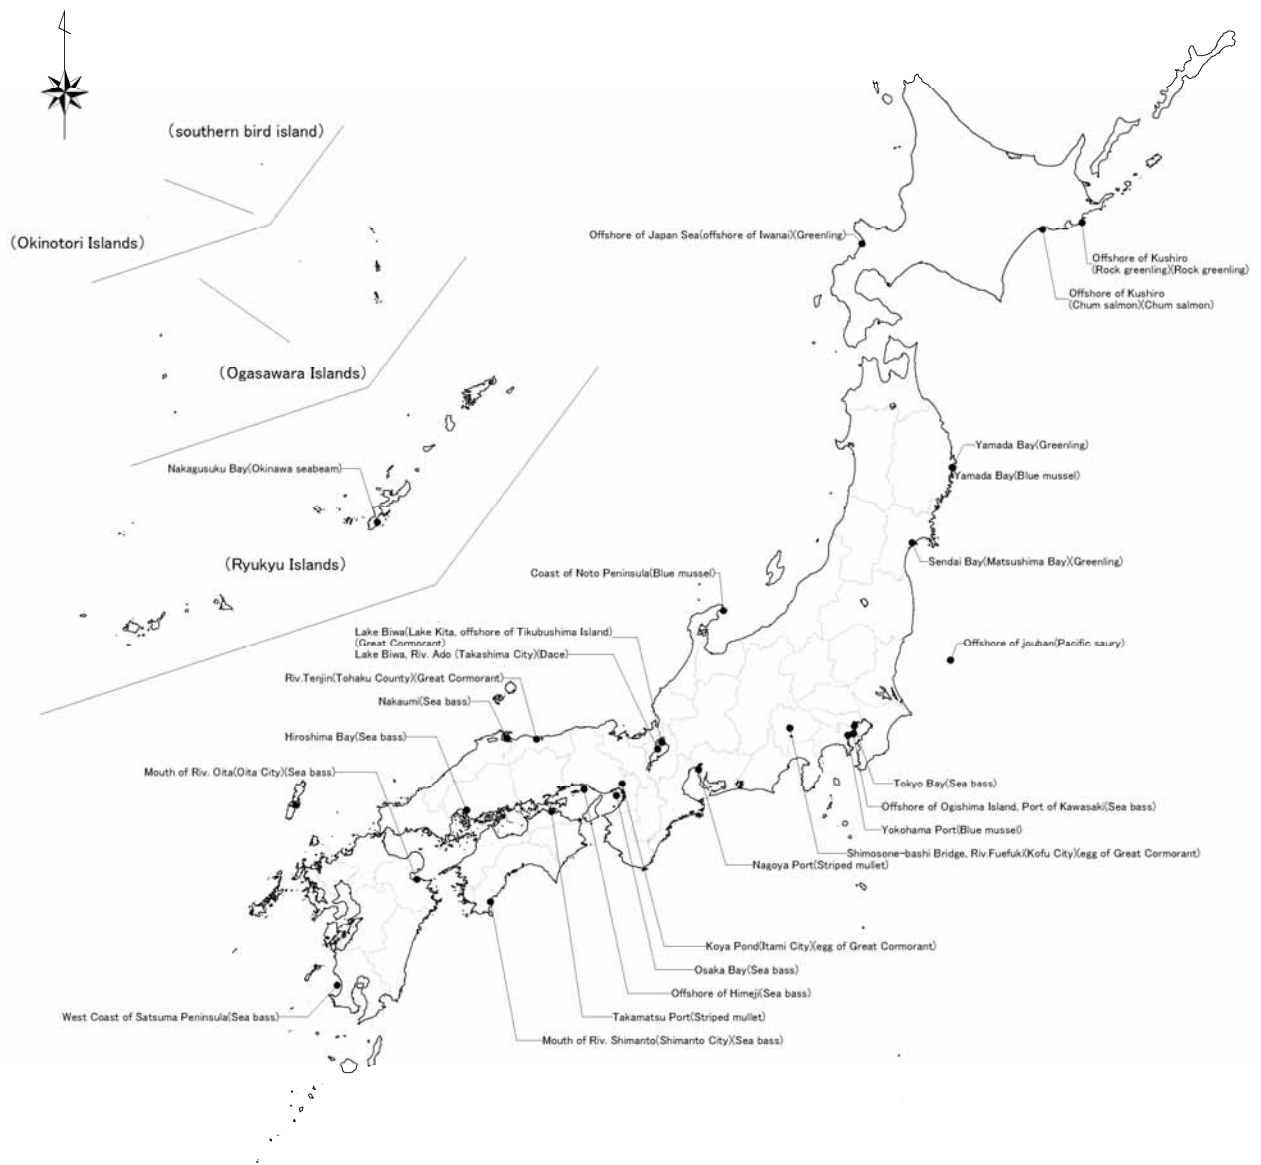 (southern bird island)
(Okinotori Islands)
Offshore of Japan Sea(offshore of Iwanai)(Greenling)
Offshore of Kushiro
(Rock greenling)(Rock greenling)
Offshore of Kushiro
(Chum salmon)(Chum salmon)
(Ogasawara Islands)
Yamada Bay(Greenling)
Nakagusuku Bay(Okinawa seabeam)
Yamada Bay(Blue mussel)
(Ryukyu Islands)
Sendai Bay(Matsushima Bay)(Greenling)
Coast of Noto Peninsula(Blue mussel)
Lake Biwa(Lake Kita, offshore of Tikubushima Island)
(Great Cormorant)
Offshore of jouban(Pacific saury)
Lake Biwa, Riv. Ado (Takashima City)(Dace)
Riv.Tenjin(Tohaku County)(Great Cormorant)
Nakaumi(Sea bass)
Hiroshima Bay(Sea bass)
Mouth of Riv. Oita(Oita City)(Sea bass)
Tokyo Bay(Sea bass)
Offshore of Ogishima Island, Port of Kawasaki(Sea bass)
Yokohama Port(Blue mussel)
Shimosone-bashi Bridge, Riv.Fuefuki(Kofu City)(egg of Great Cormorant)
Nagoya Port(Striped mullet)
Koya Pond(Itami City)(egg of Great Cormorant)
Osaka Bay(Sea bass)
Offshore of Himeji(Sea bass)
West Coast of Satsuma Peninsula(Sea bass)
Takamatsu Port(Striped mullet)
Mouth of Riv. Shimanto(Shimanto City)(Sea bass)